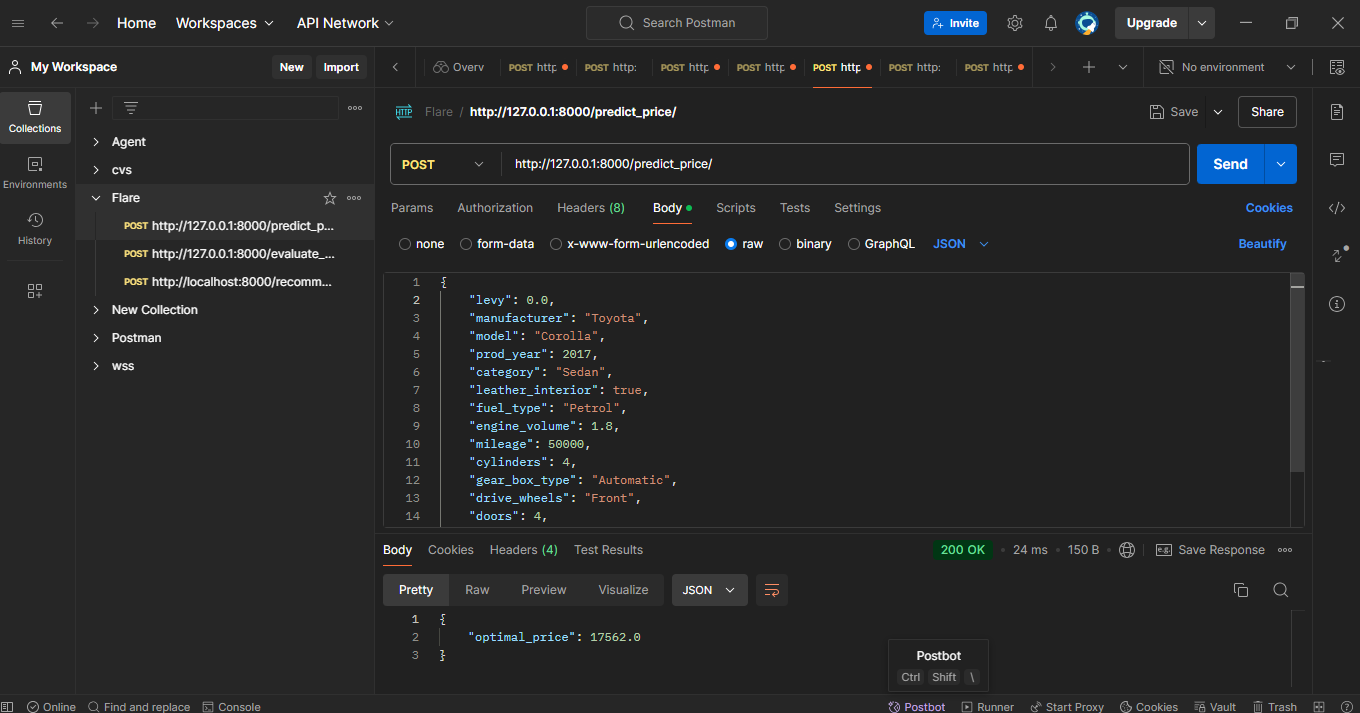 Home Workspaces API Network Search Postman Invite Upgrade
My Workspace New Import Overv POST http POST http: POST http POST http POST http POST http: POST http No environment
Collections
Environments
History
Agent
cvs
Flare
POST http://127.0.0.1:8000/predict_p...
POST http://127.0.0.1:8000/evaluate_...
POST http://localhost:8000/recomm...
New Collection
Postman
wss
HTTP Flare / http://127.0.0.1:8000/predict_price/ Save Share
POST http://127.0.0.1:8000/predict_price/ Send
Params Authorization Headers (8) Body Scripts Tests Settings Cookies
none form-data x-www-form-urlencoded raw binary GraphQL JSON Beautify
1 {
2 "levy": 0.0,
3 "manufacturer": "Toyota",
4 "model": "Corolla",
5 "prod_year": 2017,
6 "category": "Sedan",
7 "leather_interior": true,
8 "fuel_type": "Petrol",
9 "engine_volume": 1.8,
10 "mileage": 50000,
11 "cylinders": 4,
12 "gear_box_type": "Automatic",
13 "drive_wheels": "Front",
14 "doors": 4,
Body Cookies Headers (4) Test Results 200 OK • 24 ms • 150 B • e.g. Save Response
Pretty Raw Preview Visualize JSON
1 {
2 "optimal_price": 17562.0
3 }
Postbot
Ctrl Shift \
Online Find and replace Console Postbot Runner Start Proxy Cookies Vault Trash